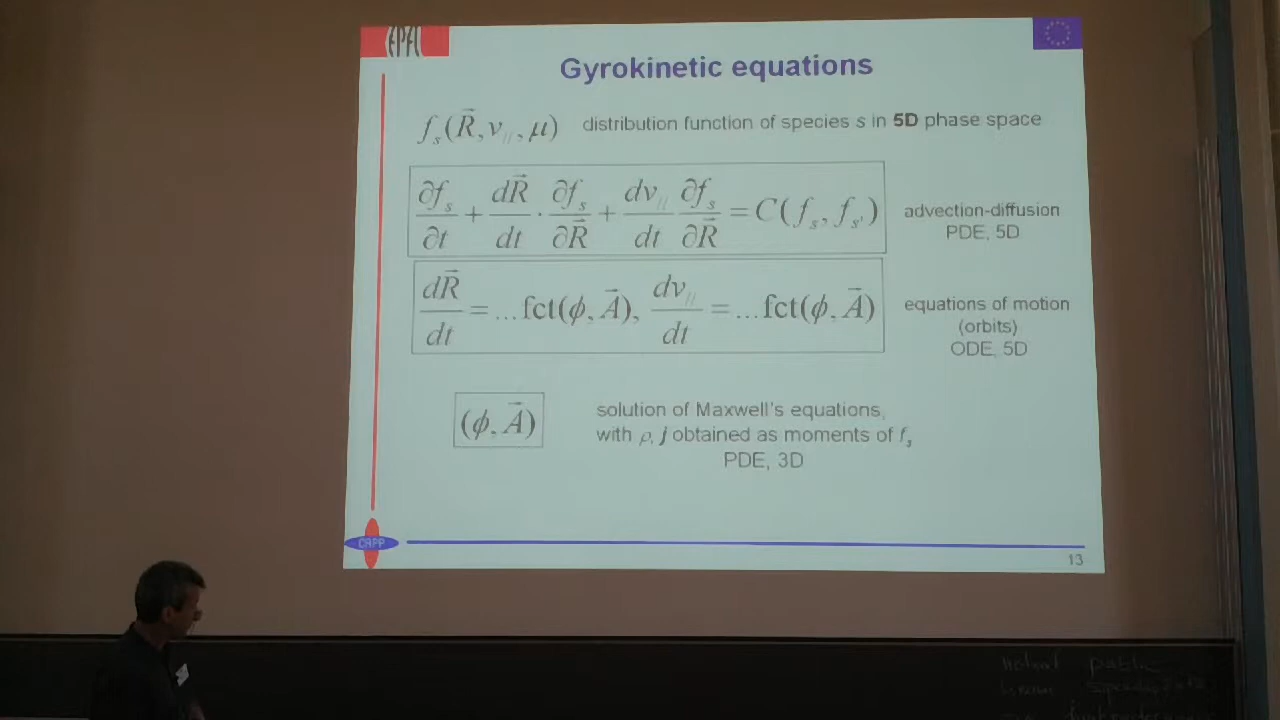 EPFL
Gyrokinetic equations
f_s(R⃗, v_//, μ) distribution function of species s in 5D phase space
∂f_s/∂t + dR⃗/dt · ∂f_s/∂R⃗ + dv_///dt ∂f_s/∂R⃗ = C(f_s, f_s')
advection-diffusion
PDE, 5D
dR⃗/dt = ...fct(ϕ, A⃗), dv_///dt = ...fct(ϕ, A⃗)
equations of motion
(orbits)
ODE, 5D
(ϕ, A⃗)
solution of Maxwell's equations,
with ρ, j obtained as moments of f_s
PDE, 3D
CRPP
13
public